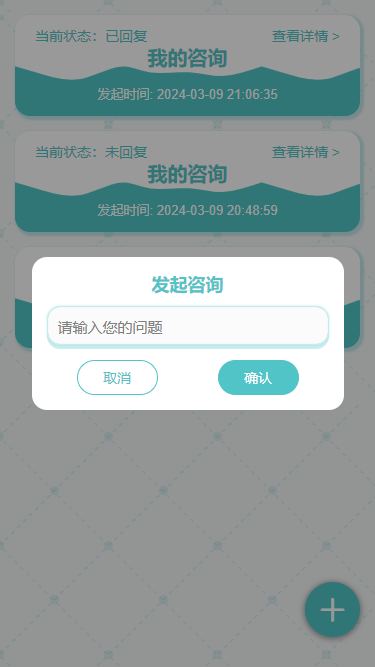 当前状态：已回复 查看详情 >
我的咨询
发起时间: 2024-03-09 21:06:35
当前状态：未回复 查看详情 >
我的咨询
发起时间: 2024-03-09 20:48:59
发起咨询
请输入您的问题
取消 确认